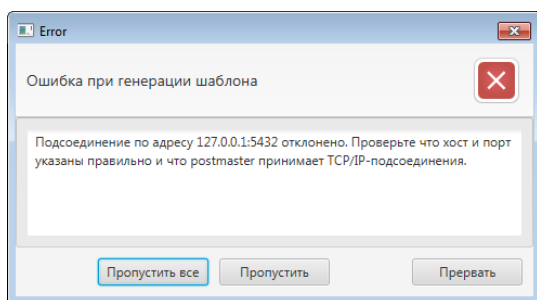 Error
Ошибка при генерации шаблона
Подсоединение по адресу 127.0.0.1:5432 отклонено. Проверьте что хост и порт
указаны правильно и что postmaster принимает TCP/IP-подсоединения.
Пропустить все
Пропустить
Прервать